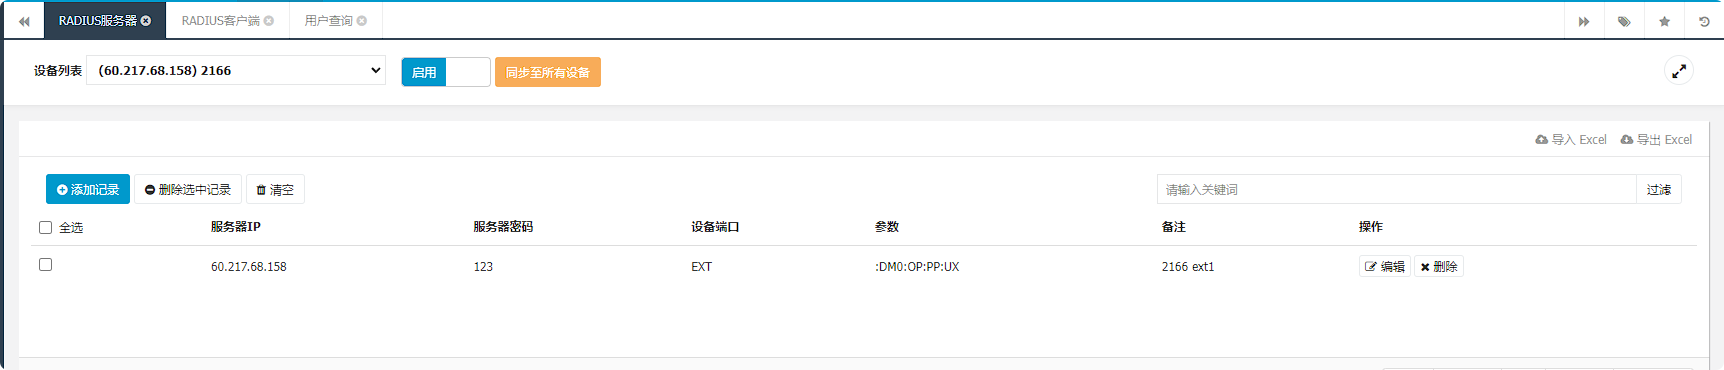 RADIUS服务器 RADIUS客户端 用户查询
设备列表 (60.217.68.158) 2166 启用 同步至所有设备
导入 Excel 导出 Excel
添加记录 删除选中记录 清空 请输入关键词 过滤
全选 服务器IP 服务器密码 设备端口 参数 备注 操作
60.217.68.158 123 EXT :DM0:OP:PP:UX 2166 ext1 编辑 删除